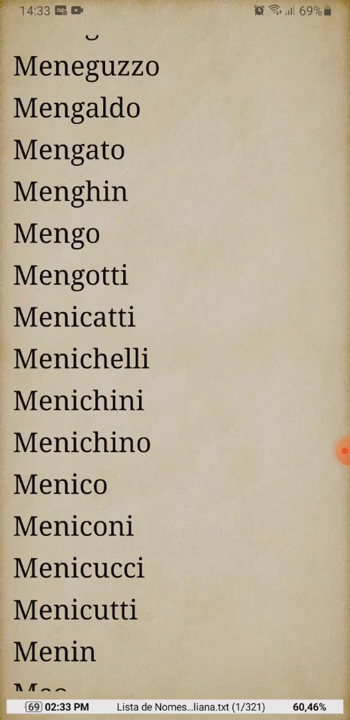 14:33 69%
Meneguzzo
Mengaldo
Mengato
Menghin
Mengo
Mengotti
Menicatti
Menichelli
Menichini
Menichino
Menico
Meniconi
Menicucci
Menicutti
Menin
69 02:33 PM Lista de Nomes...liana.txt (1/321) 60,46%